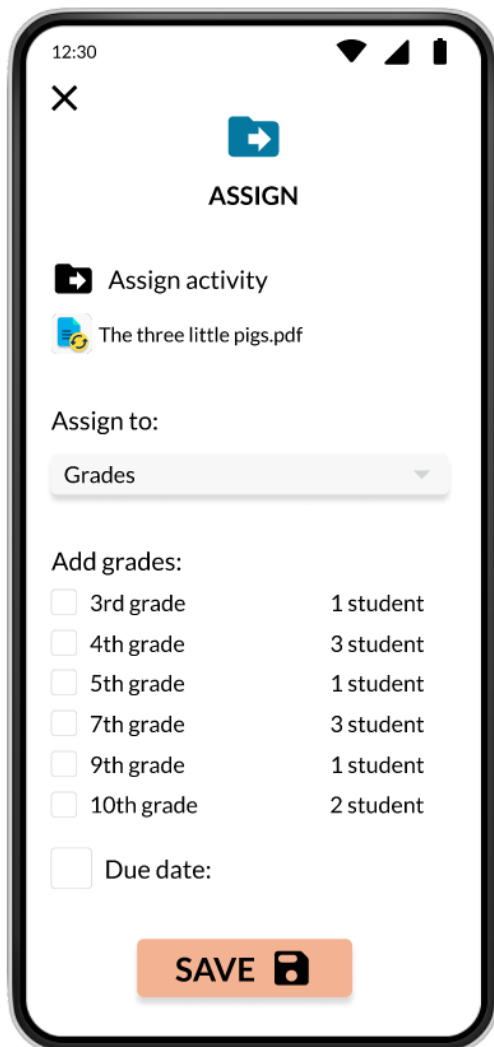 12:30
ASSIGN
Assign activity
The three little pigs.pdf
Assign to:
Grades
Add grades:
3rd grade 1 student
4th grade 3 student
5th grade 1 student
7th grade 3 student
9th grade 1 student
10th grade 2 student
Due date:
SAVE